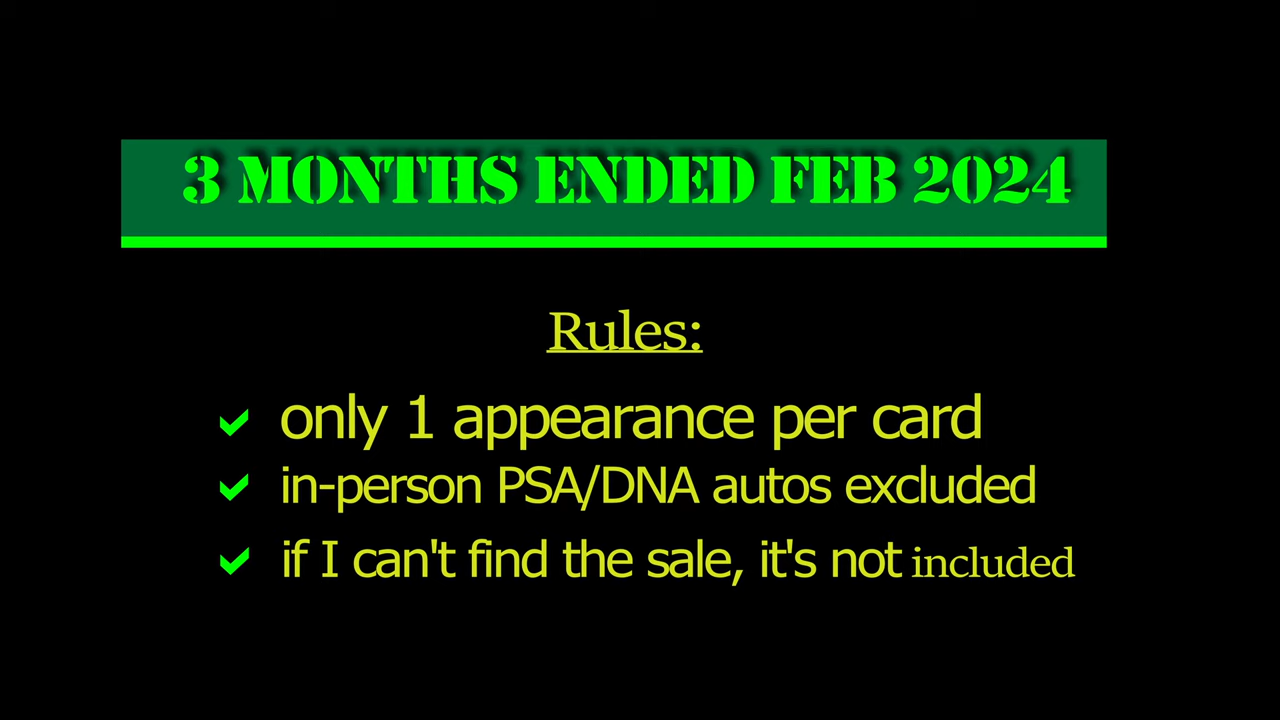 3 MONTHS ENDED FEB 2024
Rules:
only 1 appearance per card
in-person PSA/DNA autos excluded
if I can't find the sale, it's not included